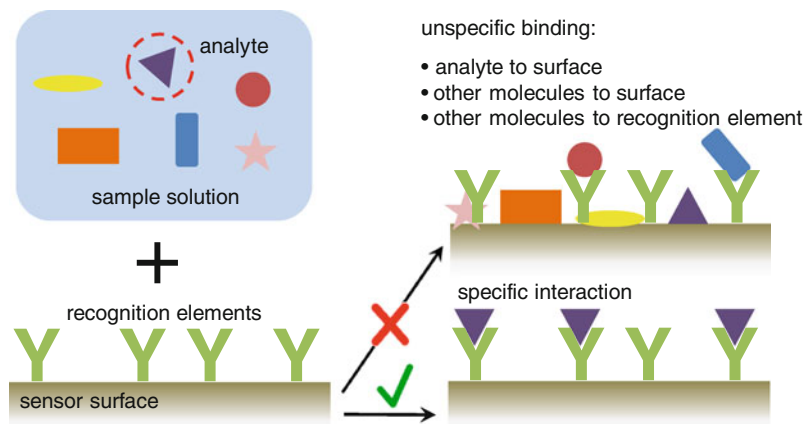 analyte
sample solution
recognition elements
sensor surface
unspecific binding:
• analyte to surface
• other molecules to surface
• other molecules to recognition element
specific interaction